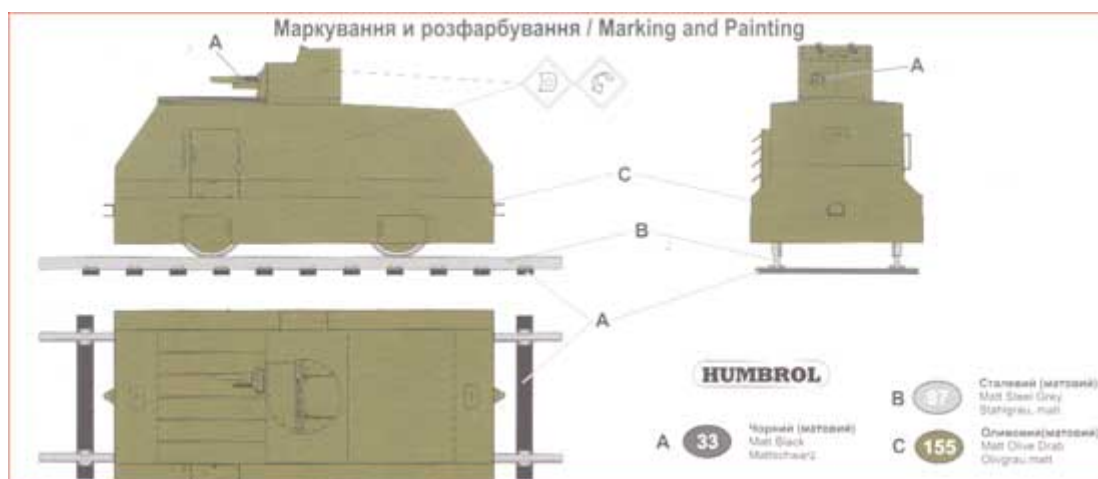 Маркування и розфарбування / Marking and Painting
A
A
C
B
A
HUMBROL
A 33 Чорний (матовий)
Matt Black
Mattschwarz
B Сталевий (матовий)
Matt Steel Grey
Stahlgrau, matt
C 155 Оливковий(матовий)
Matt Olive Drab
Olivgrau matt